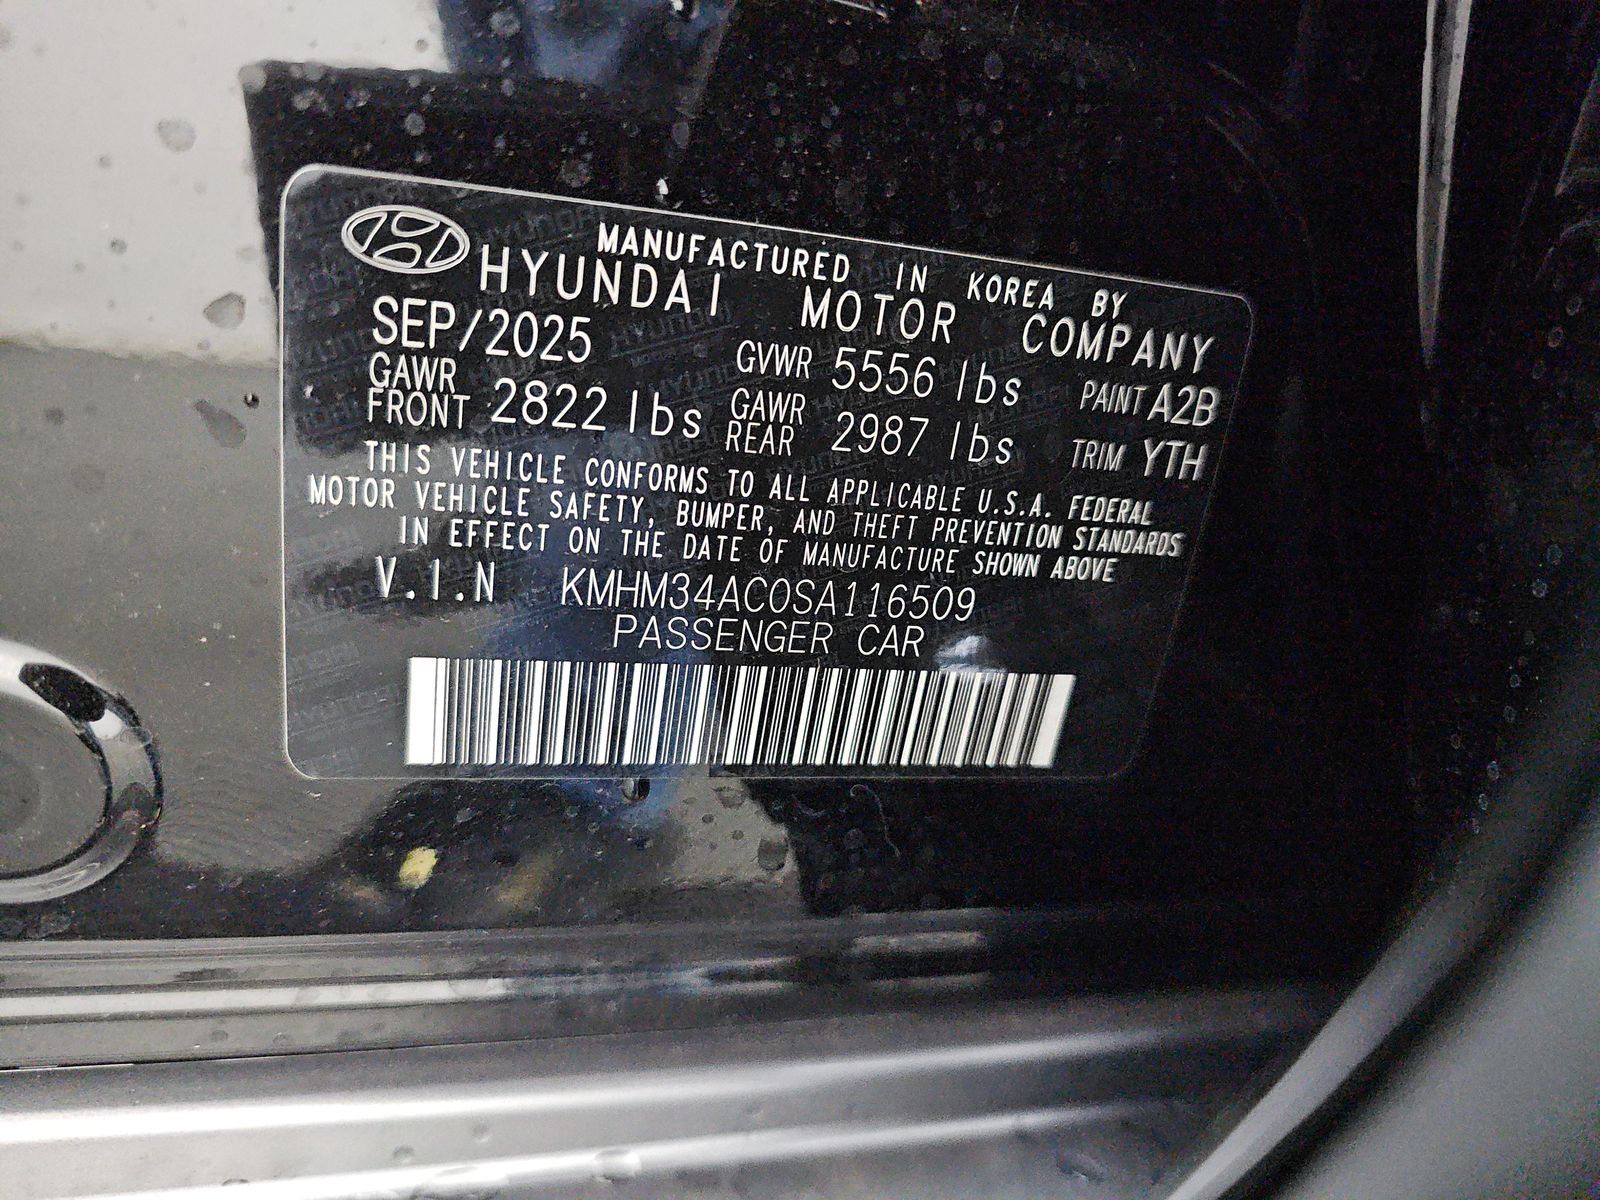 MANUFACTURED IN KOREA BY
HYUNDAI MOTOR COMPANY
SEP/2025 GVWR 5556 lbs PAINT A2B
GAWR FRONT 2822 lbs GAWR REAR 2987 lbs TRIM YTH
THIS VEHICLE CONFORMS TO ALL APPLICABLE U.S.A. FEDERAL
MOTOR VEHICLE SAFETY, BUMPER, AND THEFT PREVENTION STANDARDS
IN EFFECT ON THE DATE OF MANUFACTURE SHOWN ABOVE
V.I.N KMHM34AC0SA116509
PASSENGER CAR